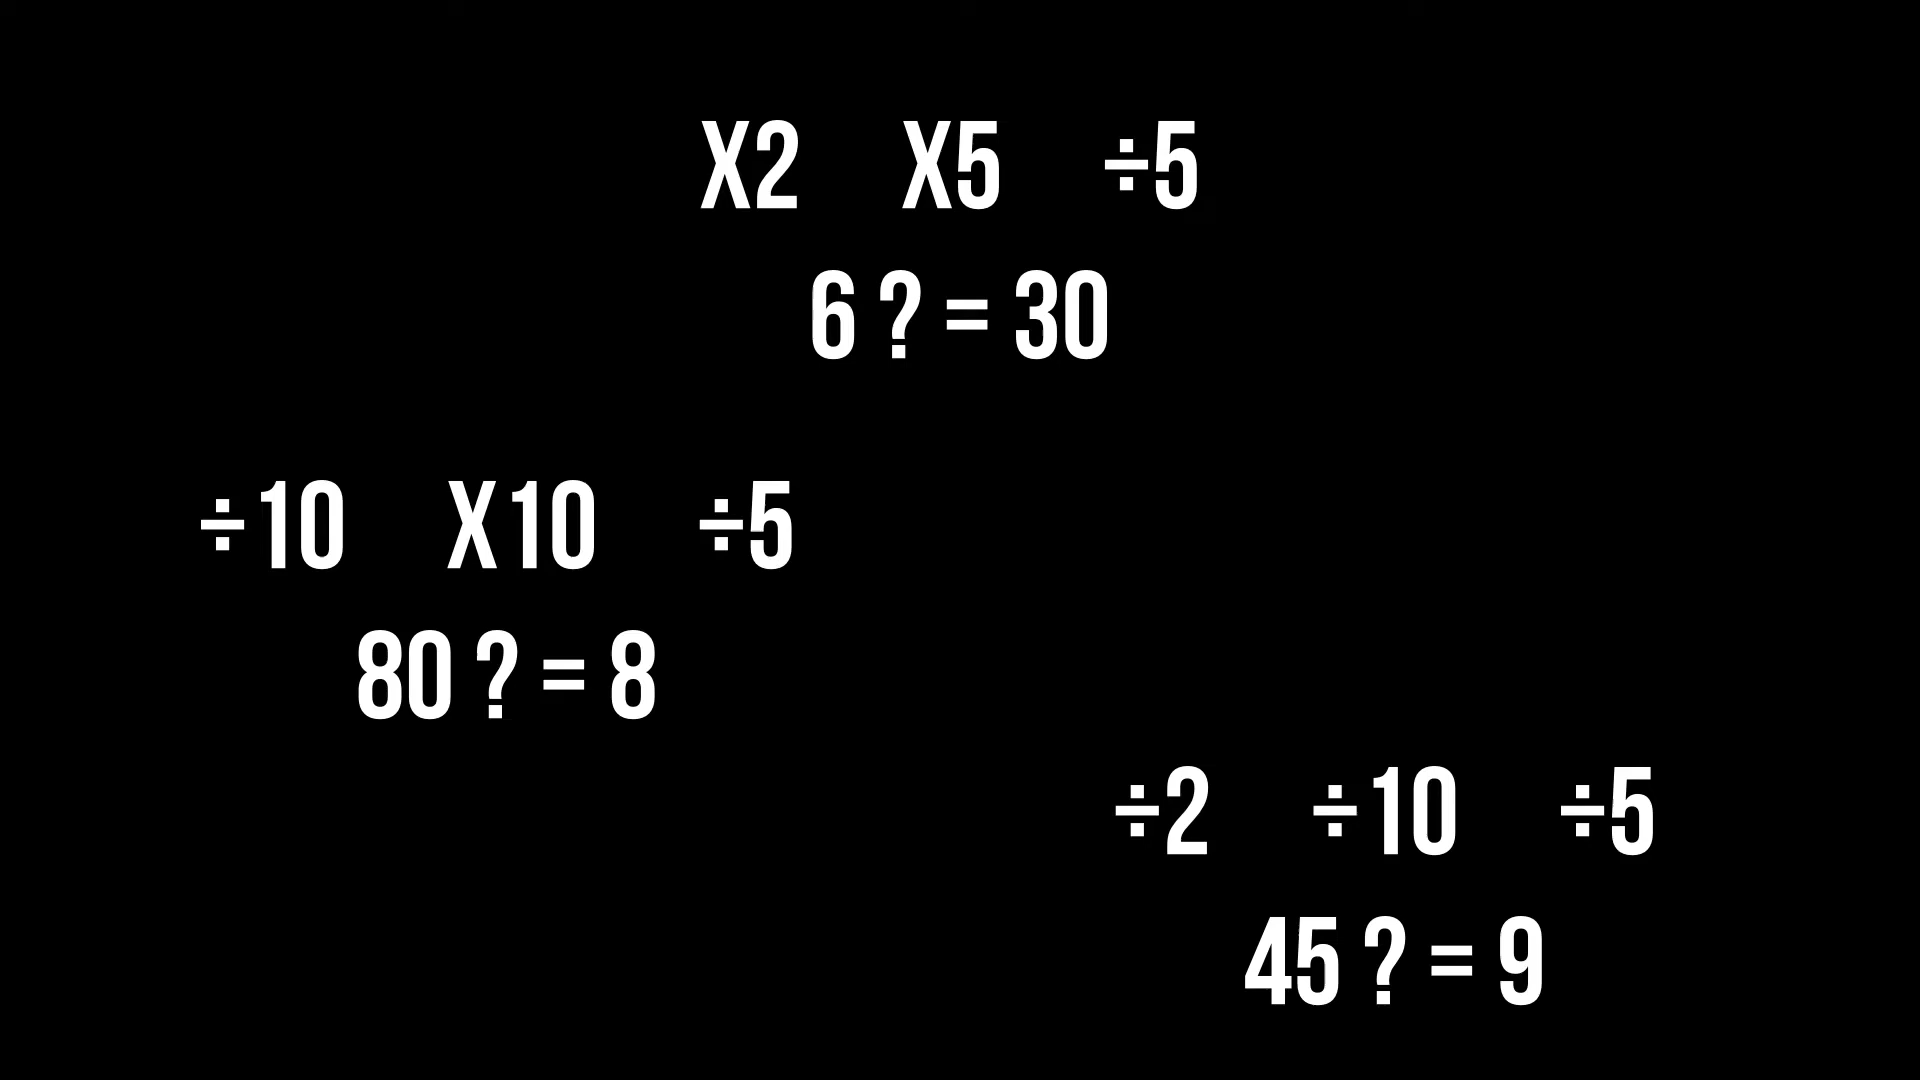 X2 X5 ÷5
6 ? = 30
÷10 X10 ÷5
80 ? = 8
÷2 ÷10 ÷5
45 ? = 9